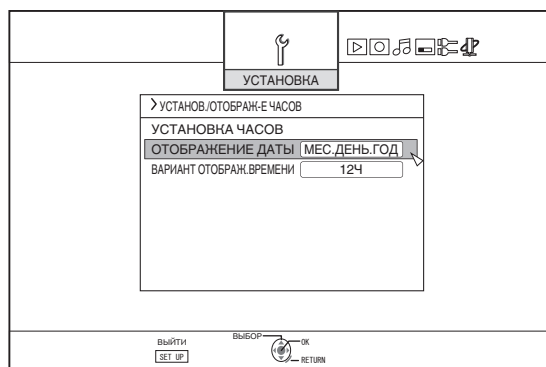 УСТАНОВКА
УСТАНОВ./ОТОБРАЖ-Е ЧАСОВ
УСТАНОВКА ЧАСОВ
ОТОБРАЖЕНИЕ ДАТЫ МЕС.ДЕНЬ.ГОД
ВАРИАНТ ОТОБРАЖ.ВРЕМЕНИ 12Ч
ВЫЙТИ
SET UP
ВЫБОР
OK
RETURN